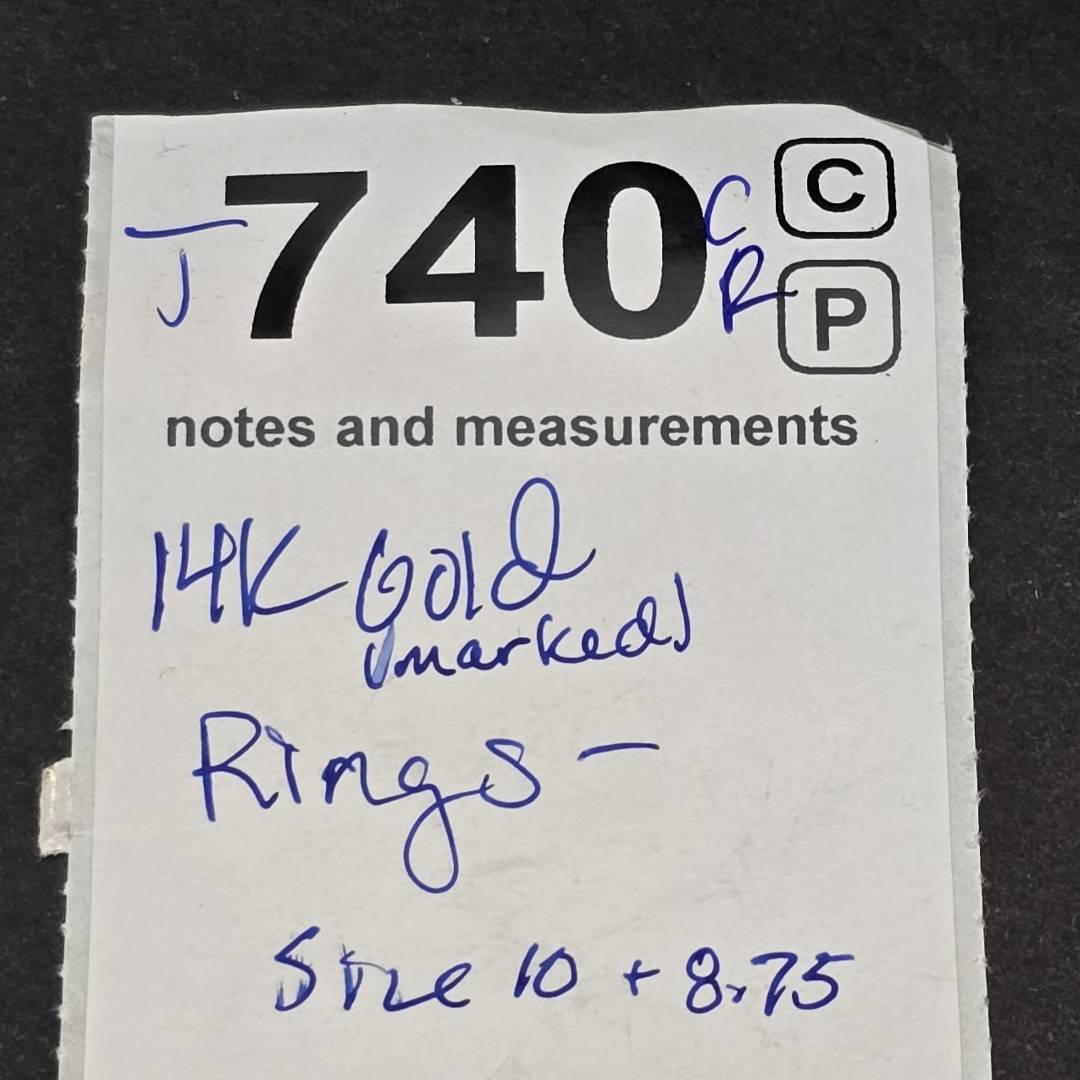 J 740 C R C
P
notes and measurements
14K Gold
(marked)
Rings -
Size 10 + 8.75